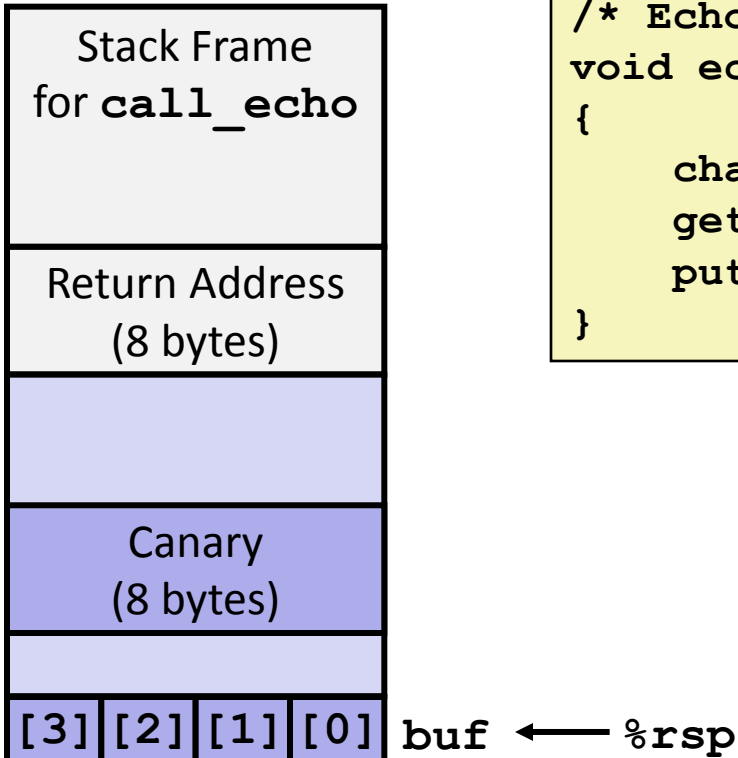 Stack Frame
for call_echo
Return Address
(8 bytes)
Canary
(8 bytes)
[3] [2] [1] [0] buf ← %rsp
/* Echo
void ec
{
cha
get
put
}